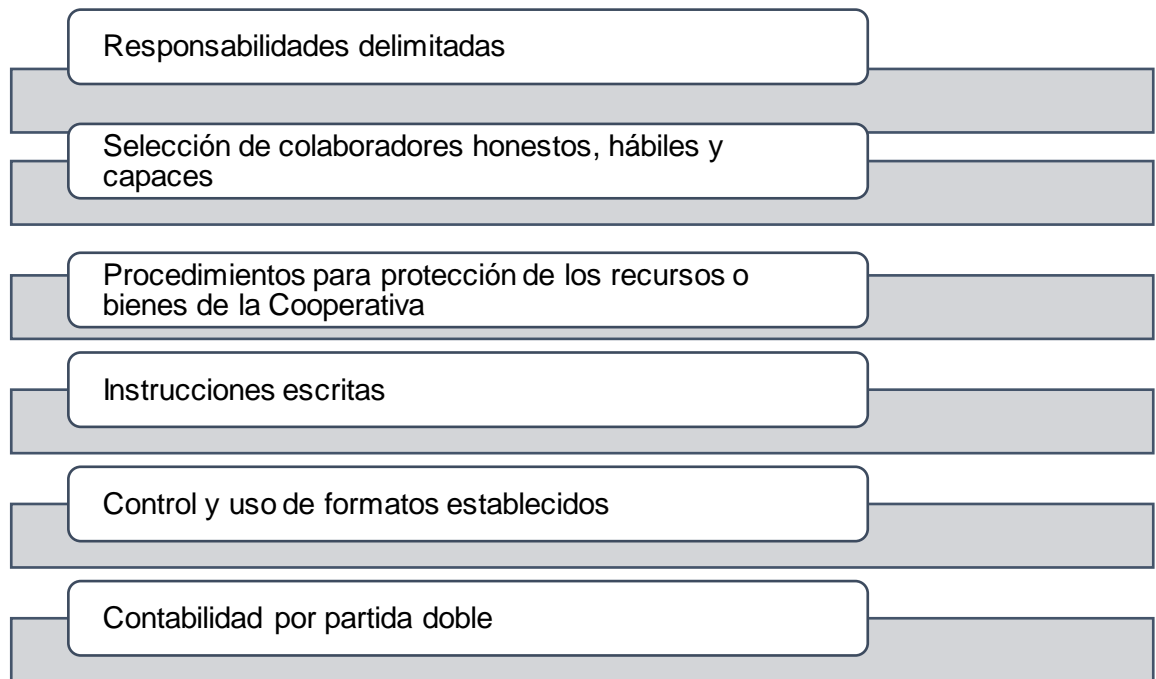 Responsabilidades delimitadas
Selección de colaboradores honestos, hábiles y
capaces
Procedimientos para protección de los recursos o
bienes de la Cooperativa
Instrucciones escritas
Control y uso de formatos establecidos
Contabilidad por partida doble